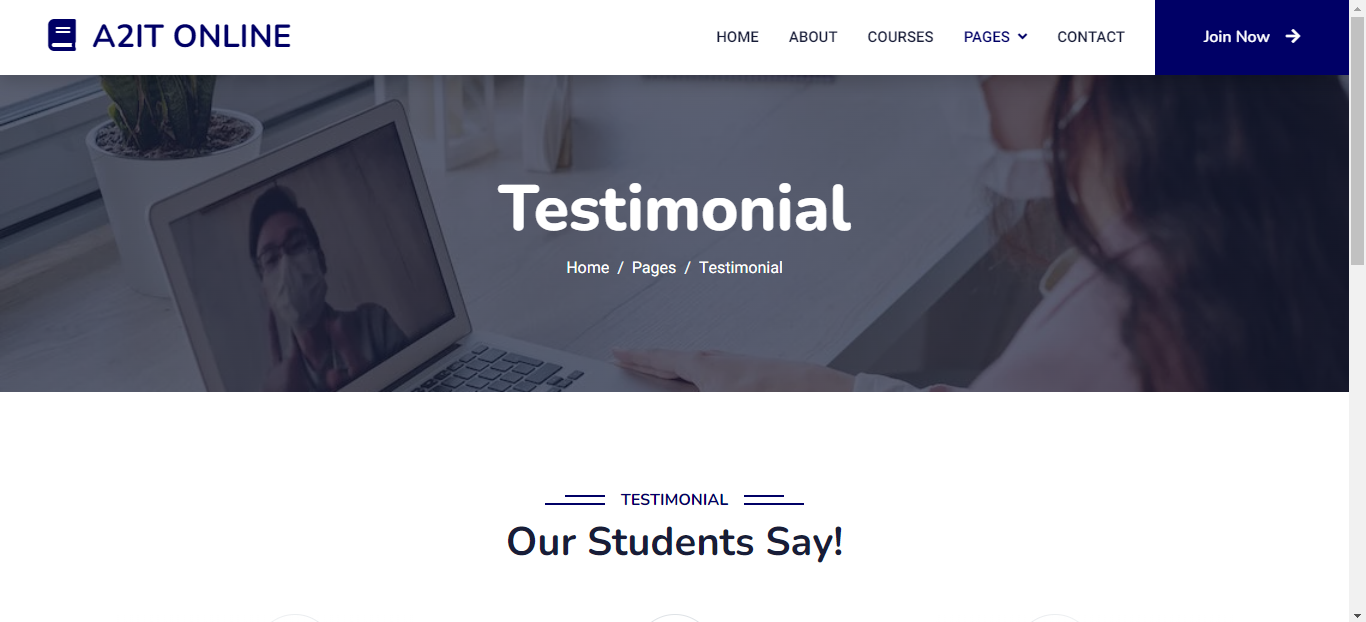 A2IT ONLINE
HOME ABOUT COURSES PAGES CONTACT Join Now
Testimonial
Home / Pages / Testimonial
TESTIMONIAL
Our Students Say!